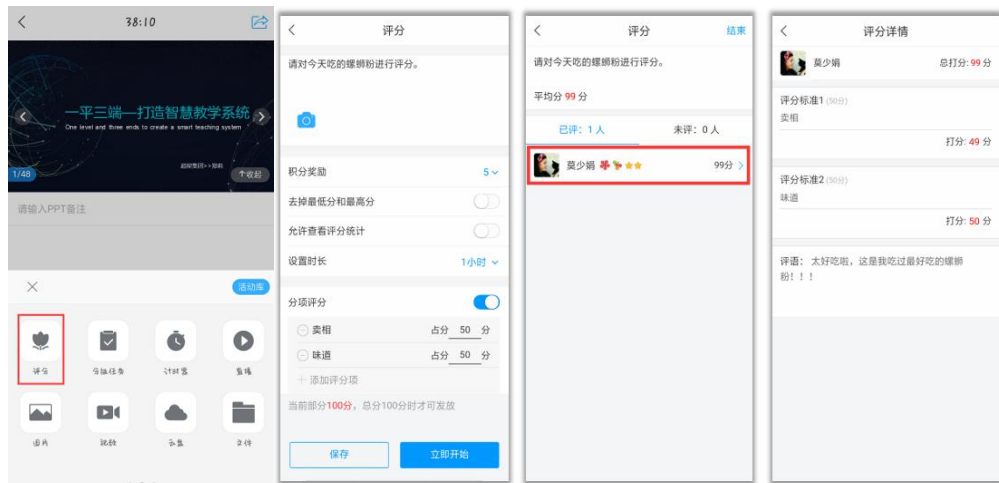 38:10
一平三端—打造智慧教学系统
One level and three ends to create a smart teaching system
1/48
↑收起
请输入PPT备注
活动库
评分
分组任务
计时器
直播
图片
云盘
文件
评分
请对今天吃的螺蛳粉进行评分。
积分奖励
5
去掉最低分和最高分
允许查看评分统计
设置时长
1小时
分项评分
卖相
占分 50 分
味道
占分 50 分
+ 添加评分项
当前部分100分，总分100分时才可发放
保存
立即开始
评分
结束
请对今天吃的螺蛳粉进行评分。
平均分 99 分
已评：1人
未评：0人
莫少娟
99分
评分详情
莫少娟
总打分: 99 分
评分标准1 (50分)
卖相
打分: 49 分
评分标准2 (50分)
味道
打分: 50 分
评语： 太好吃啦，这是我吃过最好吃的螺蛳
粉！！！